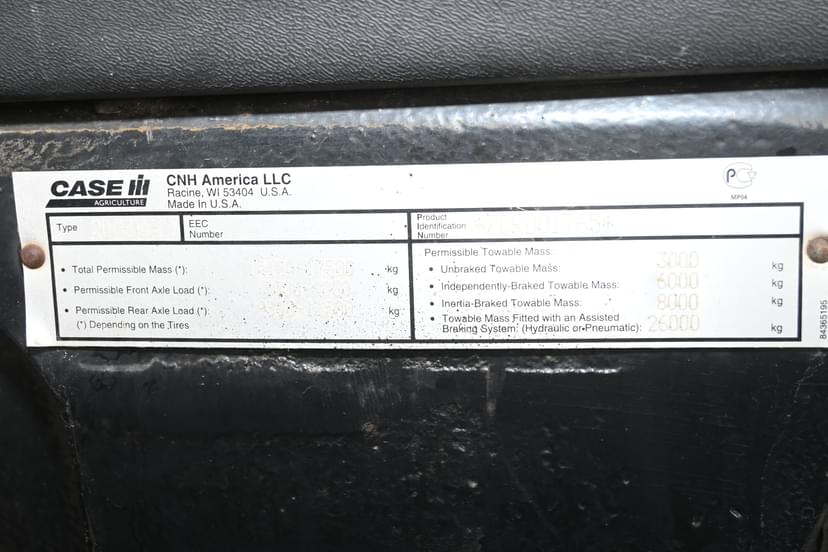 CASE IH
AGRICULTURE
CNH America LLC
Racine, WI 53404 U.S.A.
Made in U.S.A.
MP04
Type
EEC
Number
Product
Identification
Number
• Total Permissible Mass (*): kg
• Permissible Front Axle Load (*): kg
• Permissible Rear Axle Load (*): kg
(*) Depending on the Tires
Permissible Towable Mass:
• Unbraked Towable Mass: 3000 kg
• Independently-Braked Towable Mass: 6000 kg
• Inertia-Braked Towable Mass: 8000 kg
• Towable Mass Fitted with an Assisted
Braking System: (Hydraulic or Pneumatic): 26000 kg
84365195